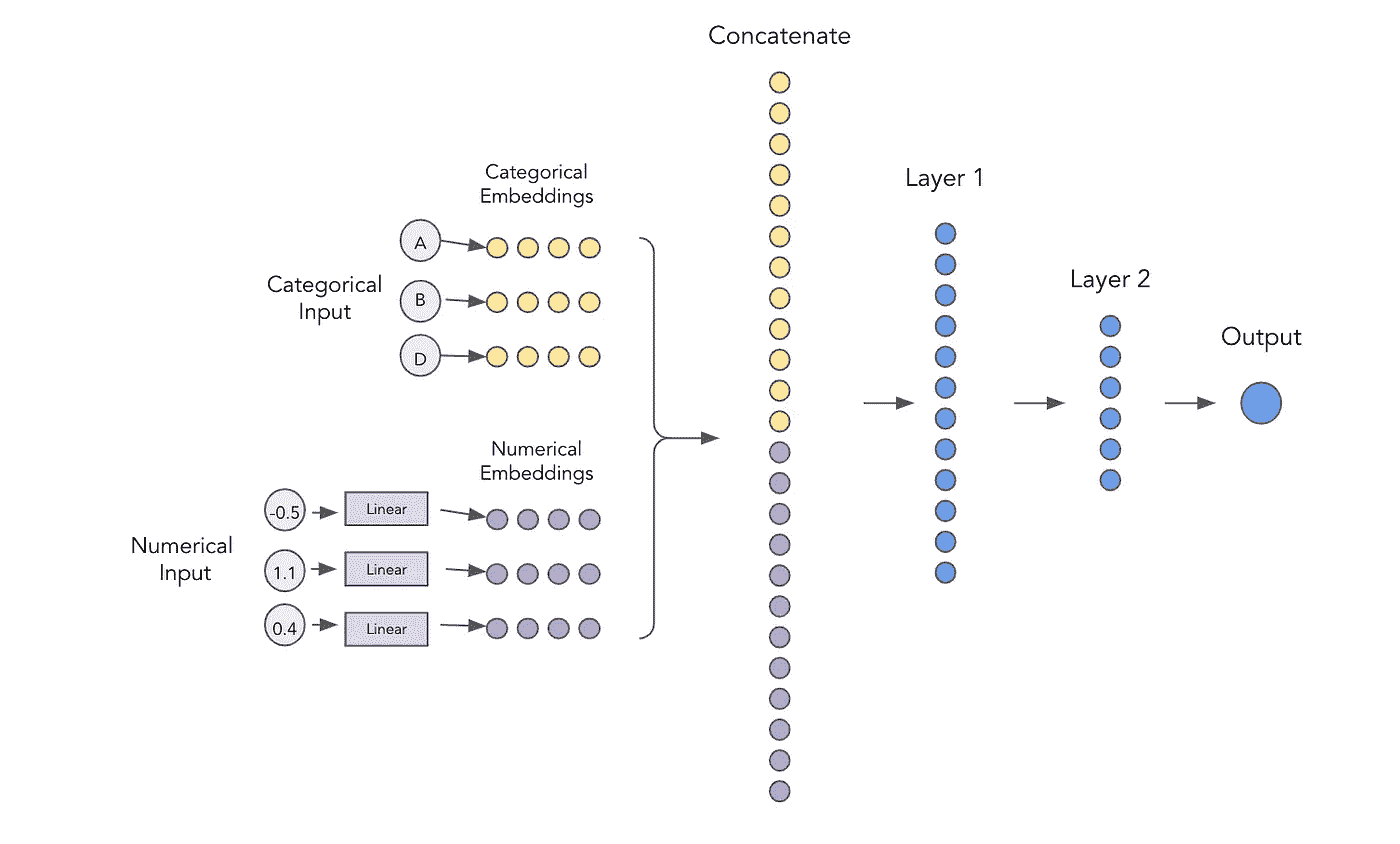 Concatenate
Categorical
Embeddings
Layer 1
A
Categorical
Input
B
Layer 2
D
Output
Numerical
Embeddings
-0.5
Linear
Numerical
Input
1.1
Linear
0.4
Linear